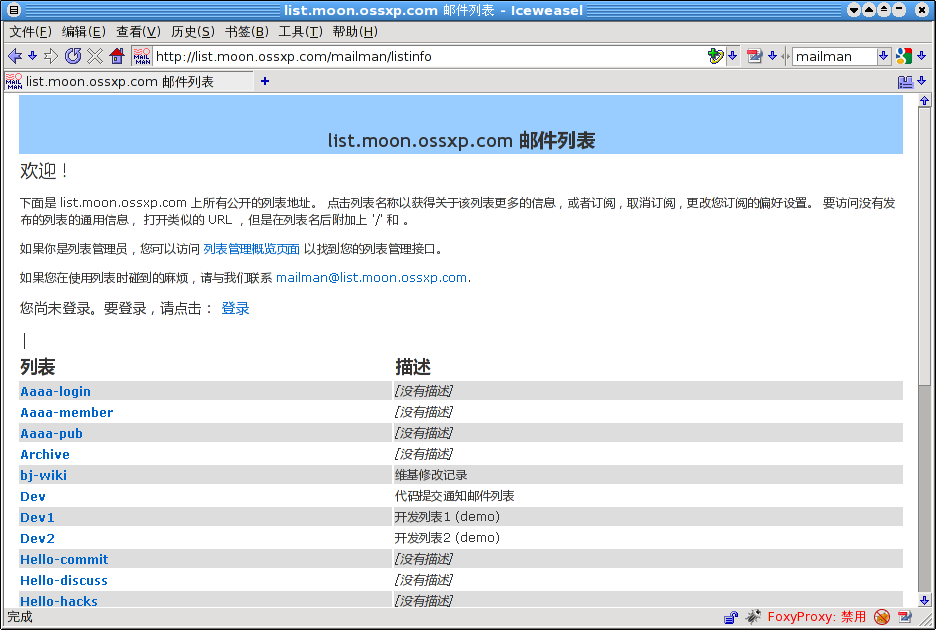 list.moon.ossxp.com 邮件列表 - Iceweasel
文件(F) 编辑(E) 查看(V) 历史(S) 书签(B) 工具(T) 帮助(H)
http://list.moon.ossxp.com/mailman/listinfo mailman
MAIL MAN list.moon.ossxp.com 邮件列表
list.moon.ossxp.com 邮件列表
欢迎！
下面是 list.moon.ossxp.com 上所有公开的列表地址。 点击列表名称以获得关于该列表更多的信息，或者订阅，取消订阅，更改您订阅的偏好设置。 要访问没有发
布的列表的通用信息， 打开类似的 URL ，但是在列表名后附加上 '/' 和 。
如果你是列表管理员，您可以访问 列表管理概览页面 以找到您的列表管理接口。
如果您在使用列表时碰到的麻烦，请与我们联系 mailman@list.moon.ossxp.com.
您尚未登录。要登录，请点击： 登录
|
列表 描述
Aaaa-login [没有描述]
Aaaa-member [没有描述]
Aaaa-pub [没有描述]
Archive [没有描述]
bj-wiki 维基修改记录
Dev 代码提交通知邮件列表
Dev1 开发列表1 (demo)
Dev2 开发列表2 (demo)
Hello-commit [没有描述]
Hello-discuss [没有描述]
Hello-hacks [没有描述]
完成 FoxyProxy: 禁用